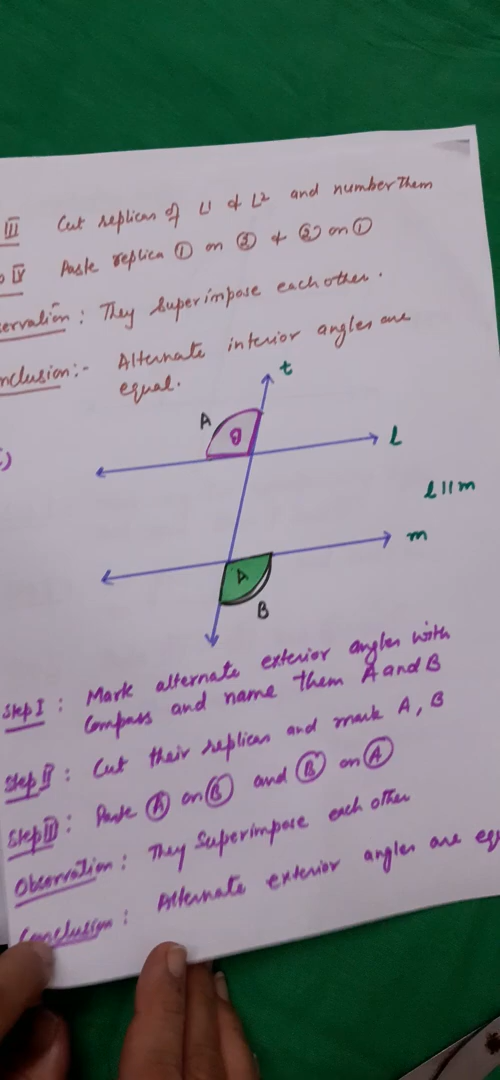 III Cut replicas of ∠1 & ∠2 and number them
IV Paste replica ① on ② & ② on ①
ervation: They Superimpose each other.
nclusion:- Alternate interior angles are
equal.
t
A
B
l
l || m
m
A
B
Step I: Mark alternate exterior angles with
Compass and name them A and B
Step II: Cut their replicas and mark A, B
Step III: Paste Ⓐ on Ⓑ and Ⓑ on Ⓐ
Observation: They Superimpose each other
Conclusion: Alternate exterior angles are equ